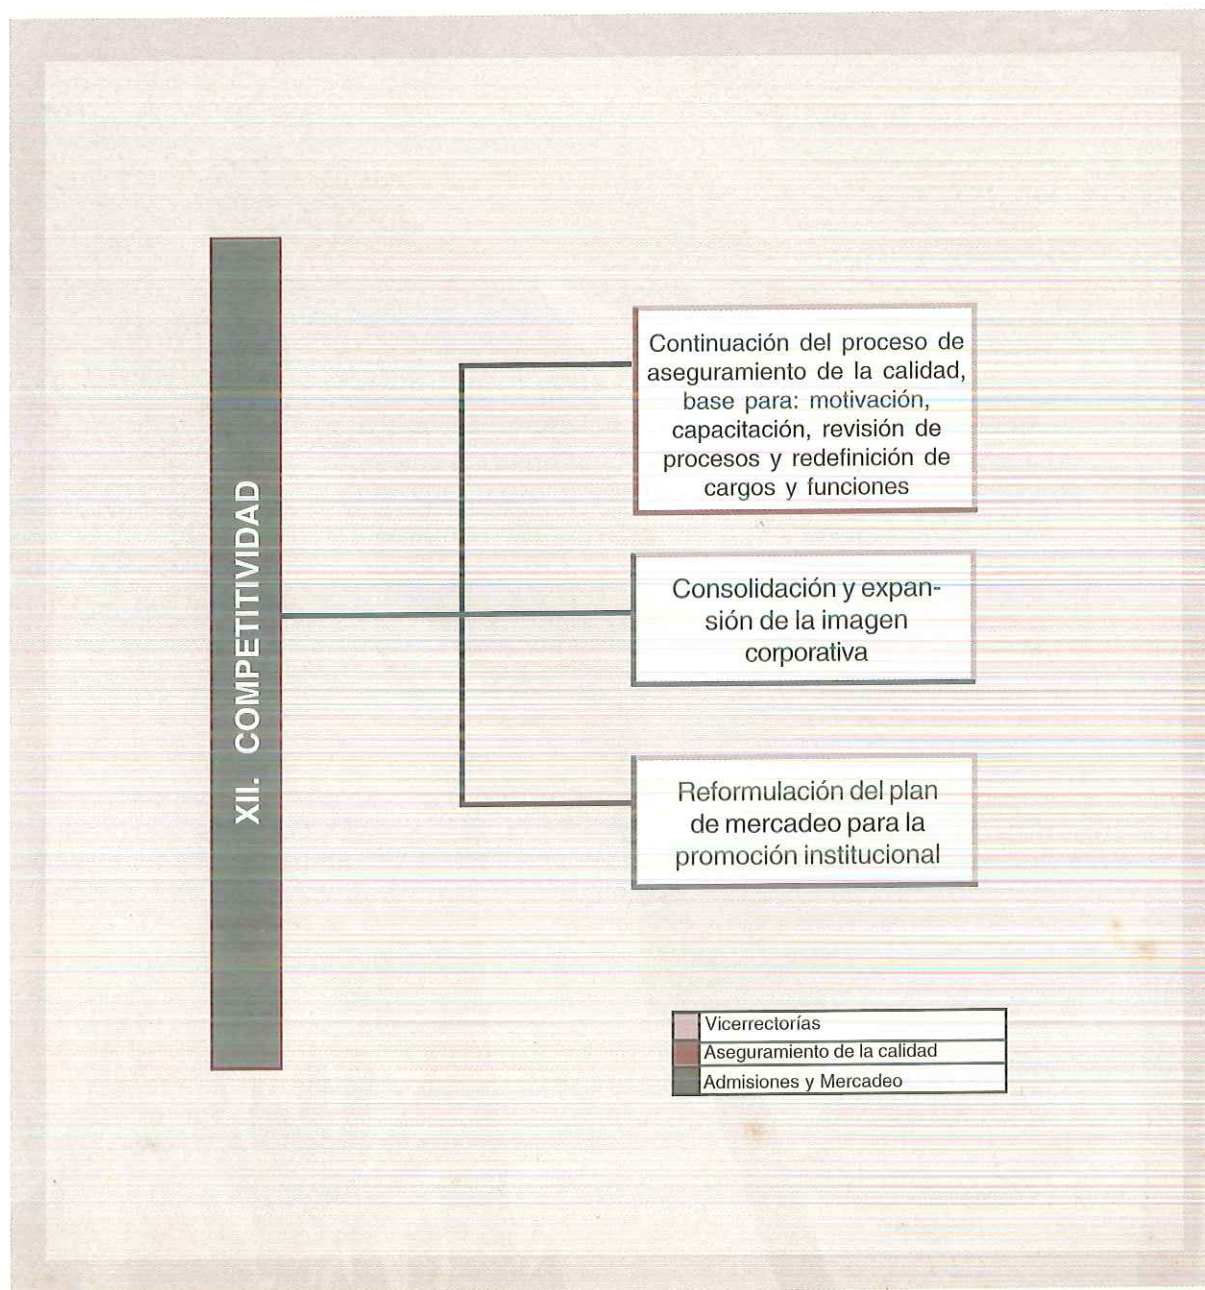 XII. COMPETITIVIDAD
Continuación del proceso de
aseguramiento de la calidad,
base para: motivación,
capacitación, revisión de
procesos y redefinición de
cargos y funciones
Consolidación y expan-
sión de la imagen
corporativa
Reformulación del plan
de mercadeo para la
promoción institucional
Vicerrectorías
Aseguramiento de la calidad
Admisiones y Mercadeo